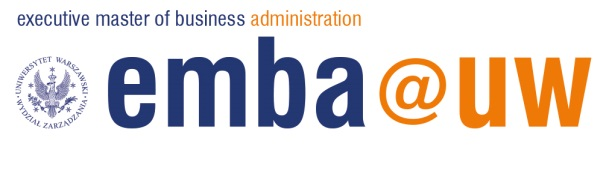 executive master of business administration
UNIWERSYTET WARSZAWSKI
WYDZIAŁ ZARZĄDZANIA
emba@uw